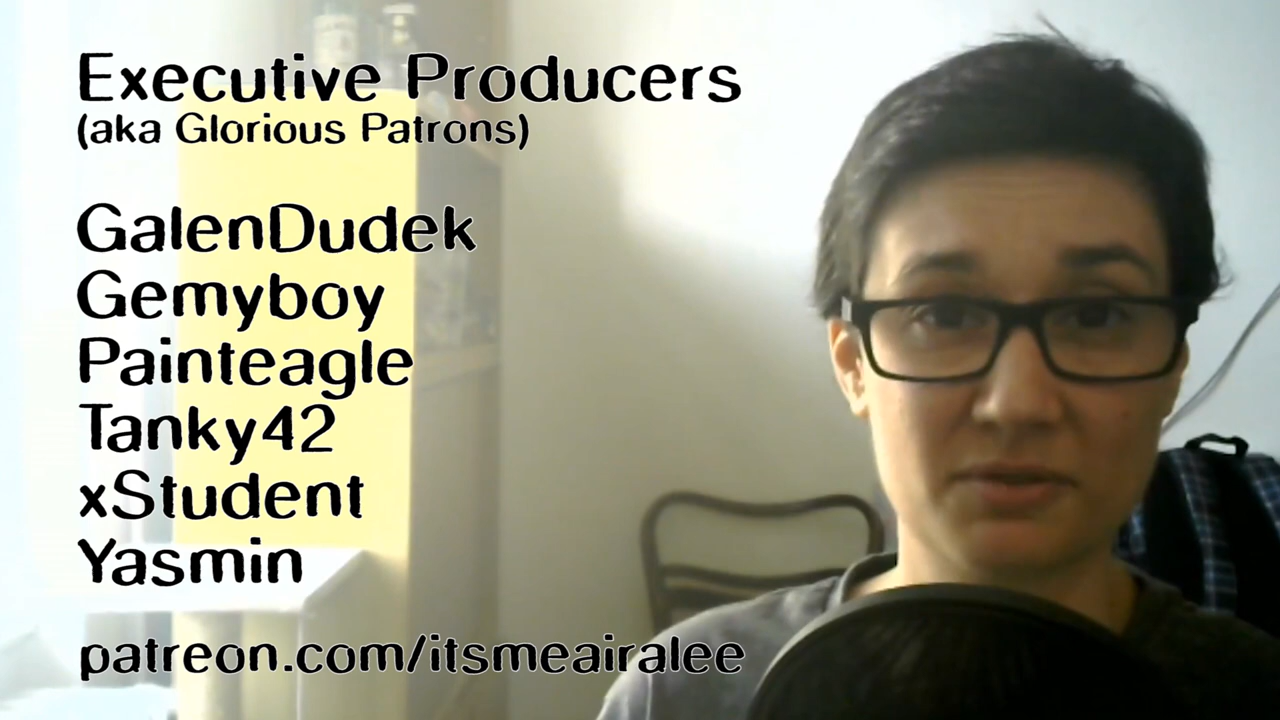 Executive Producers
(aka Glorious Patrons)
GalenDudek
Gemyboy
Painteagle
Tanky42
xStudent
Yasmin
patreon.com/itsmeairalee